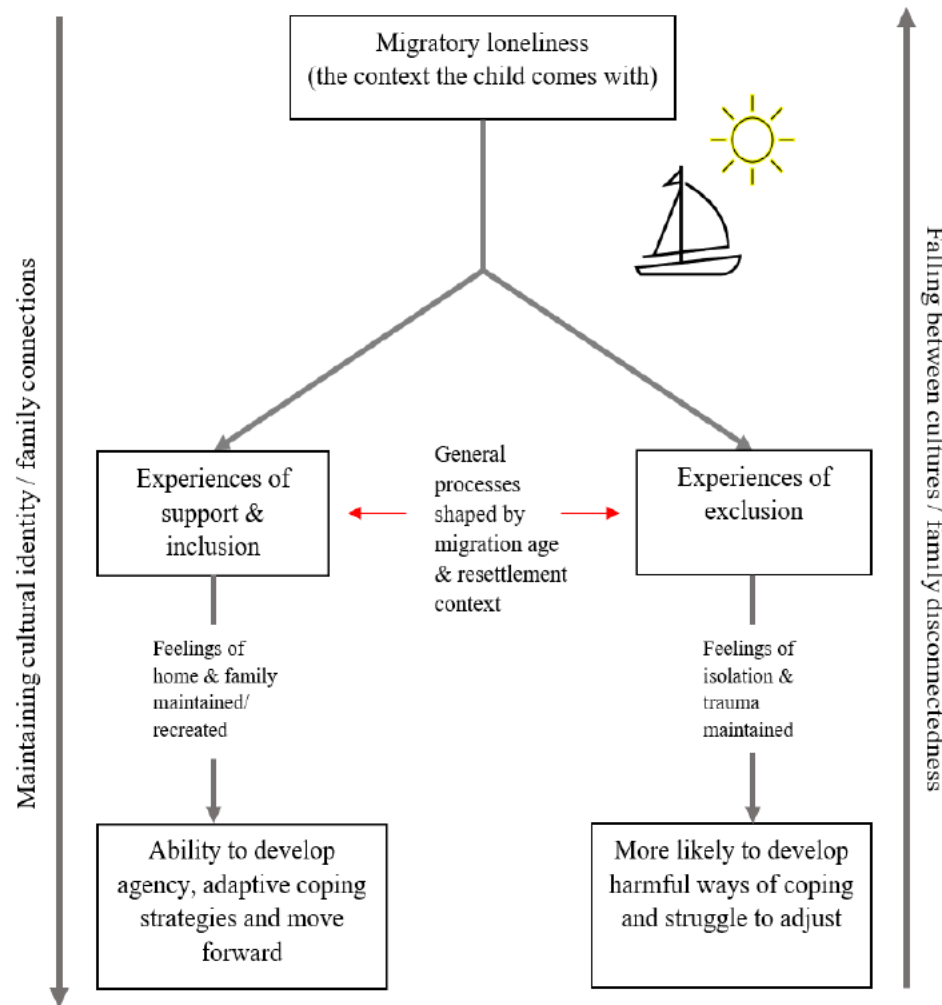 Migratory loneliness
(the context the child comes with)
Maintaining cultural identity / family connections
Falling between cultures / family disconnectedness
Experiences of
support &
inclusion
General
processes
shaped by
migration age
& resettlement
context
Experiences of
exclusion
Feelings of
home & family
maintained/
recreated
Feelings of
isolation &
trauma
maintained
Ability to develop
agency, adaptive coping
strategies and move
forward
More likely to develop
harmful ways of coping
and struggle to adjust